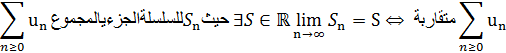 ∑_{n≥0} u_n متقاربة ⇔ ∃S ∈ ℝ lim_{n→∞} S_n = S حيث S_n المجموع الجزئي للسلسلة ∑_{n≥0} u_n